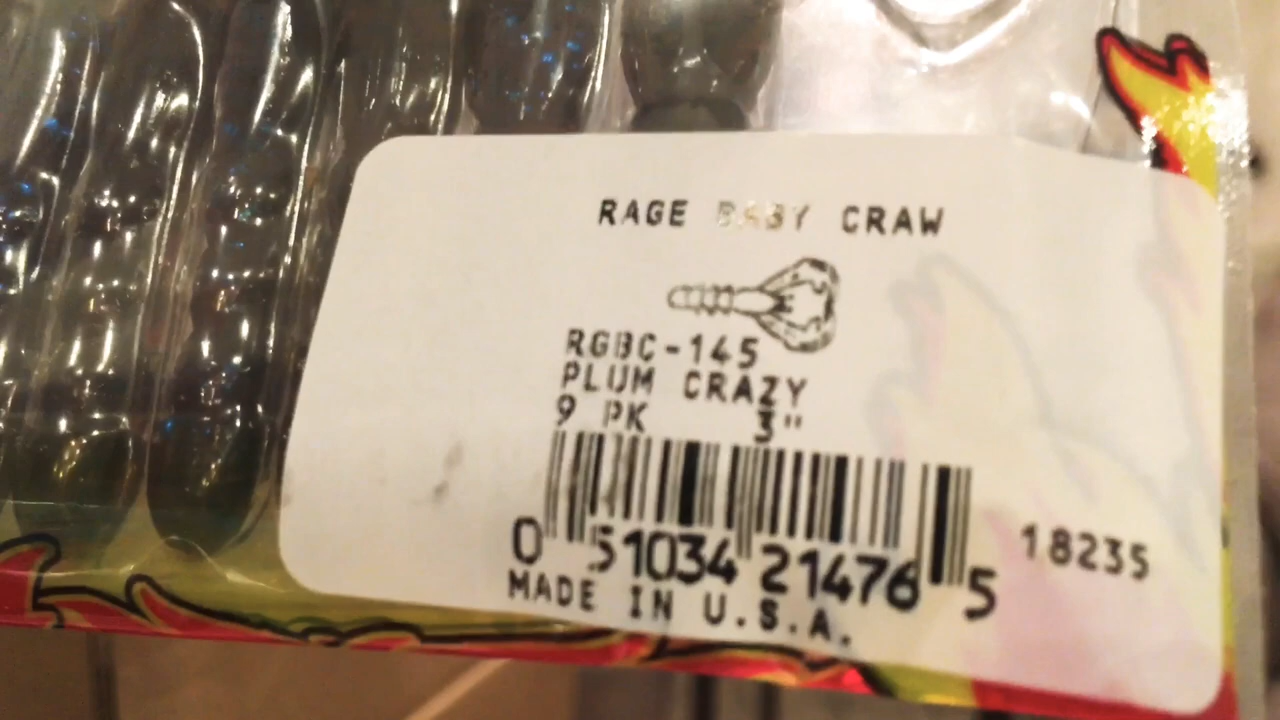 RAGE BABY CRAW
RGBC-145
PLUM CRAZY
9 PK 3"
0 51034 21476 5
18235
MADE IN U.S.A.